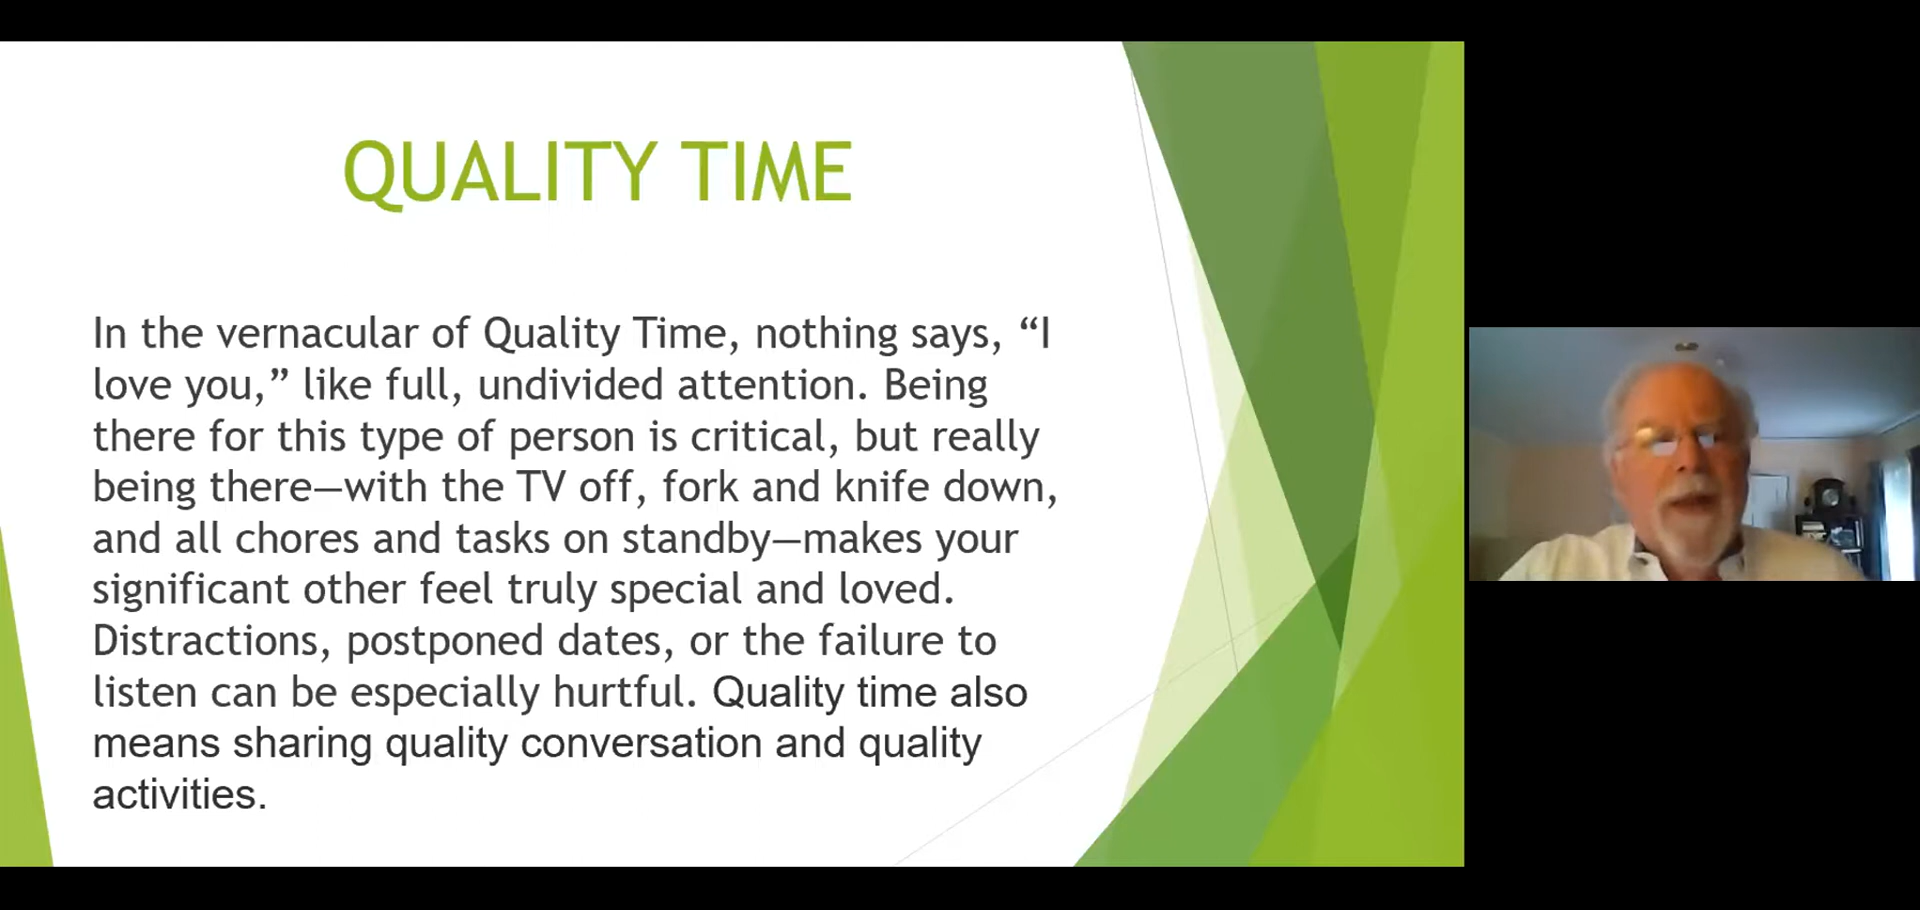 QUALITY TIME
In the vernacular of Quality Time, nothing says, “I
love you,” like full, undivided attention. Being
there for this type of person is critical, but really
being there—with the TV off, fork and knife down,
and all chores and tasks on standby—makes your
significant other feel truly special and loved.
Distractions, postponed dates, or the failure to
listen can be especially hurtful. Quality time also
means sharing quality conversation and quality
activities.